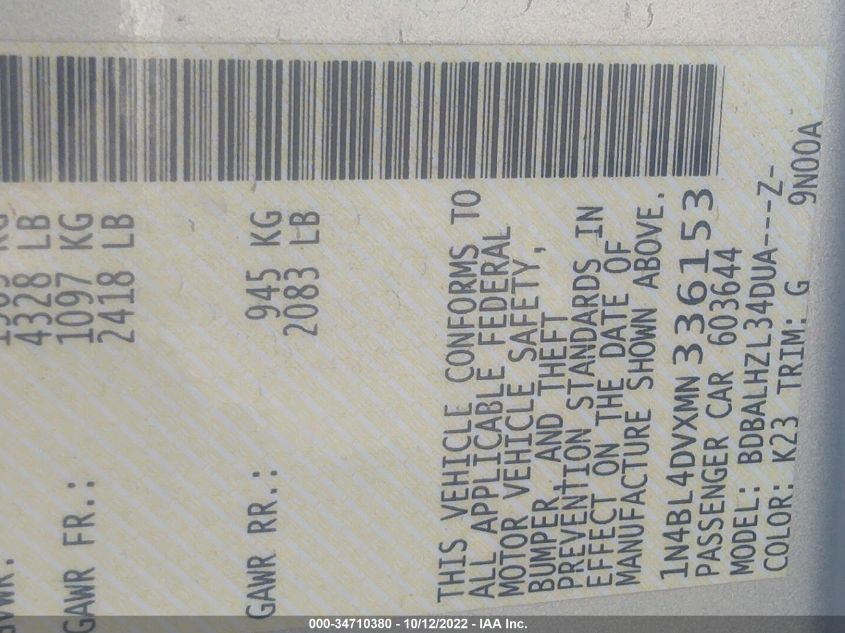 GVWR:
4328 LB
GAWR FR.: 1097 KG
2418 LB
GAWR RR.: 945 KG
2083 LB
THIS VEHICLE CONFORMS TO
ALL APPLICABLE FEDERAL
MOTOR VEHICLE SAFETY,
BUMPER, AND THEFT
PREVENTION STANDARDS IN
EFFECT ON THE DATE OF
MANUFACTURE SHOWN ABOVE.
1N4BL4DVXMN336153
PASSENGER CAR 603644
MODEL: BDBALHZL34DUA---Z-
COLOR: K23 TRIM: G 9N00A
000-34710380 - 10/12/2022 - IAA Inc.